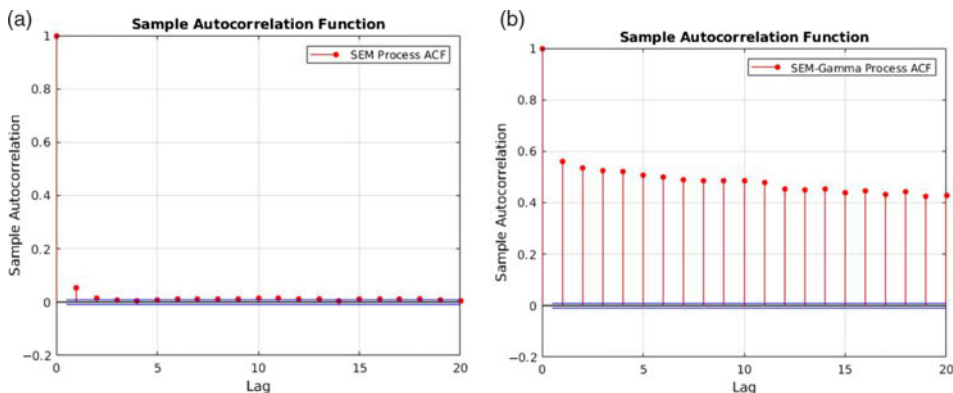 (a)
Sample Autocorrelation Function
SEM Process ACF
1
0.8
0.6
0.4
0.2
0
−0.2
Sample Autocorrelation
0
5
10
15
20
Lag
(b)
Sample Autocorrelation Function
SEM-Gamma Process ACF
1
0.8
0.6
0.4
0.2
0
−0.2
Sample Autocorrelation
0
5
10
15
20
Lag